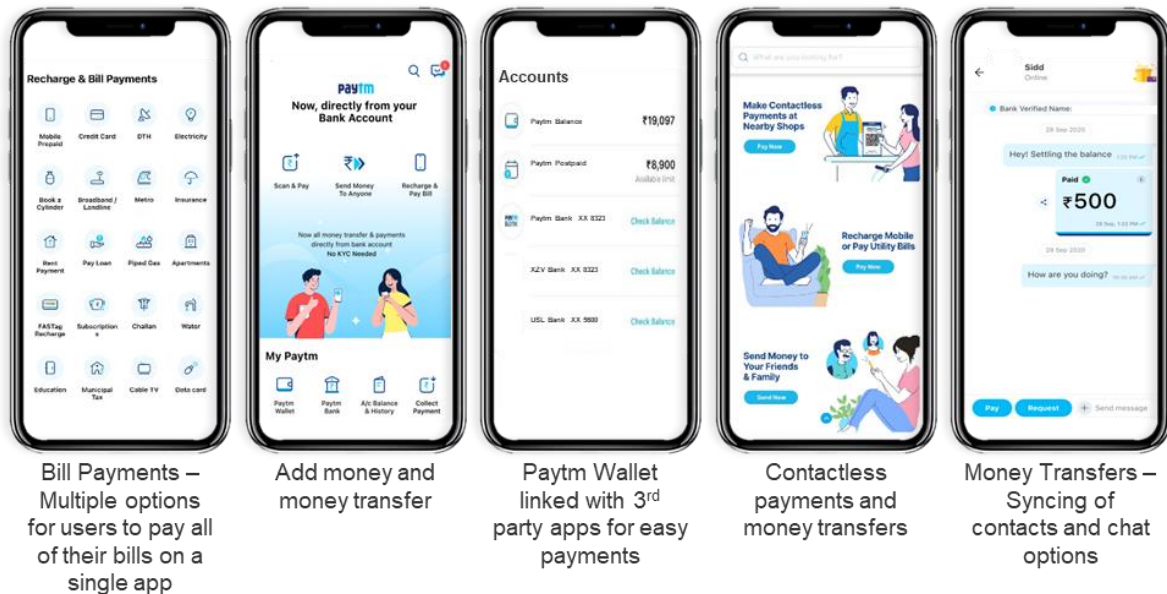 Recharge & Bill Payments
Mobile Prepaid
Credit Card
DTH
Electricity
Book a Cylinder
Broadband / Landline
Metro
Insurance
Rent Payment
Pay Loan
Piped Gas
Apartments
FASTag Recharge
Subscriptions
Challan
Water
Education
Municipal Tax
Cable TV
Data card
Bill Payments –
Multiple options
for users to pay all
of their bills on a
single app
Paytm
Now, directly from your
Bank Account
Scan & Pay
Send Money To Anyone
Recharge & Pay Bill
Now all money transfer & payments
directly from bank account
No KYC Needed
My Paytm
Paytm Wallet
Paytm Bank
A/c Balance & History
Collect Payment
Add money and
money transfer
Accounts
Paytm Balance ₹19,097
Paytm Postpaid ₹8,900
Available limit
Paytm Bank XX 8323 Check Balance
XZV Bank XX 8323 Check Balance
USL Bank XX 5600 Check Balance
Paytm Wallet
linked with 3rd
party apps for easy
payments
What are you looking for?
Make Contactless
Payments at
Nearby Shops
Pay Now
Recharge Mobile
or Pay Utility Bills
Pay Now
Send Money to
Your Friends
& Family
Send Now
Contactless
payments and
money transfers
Sidd
Online
Bank Verified Name:
28 Sep 2020
Hey! Settling the balance
Paid
₹500
28 Sep, 1:22 PM
29 Sep 2020
How are you doing?
Pay
Request
Send message
Money Transfers –
Syncing of
contacts and chat
options